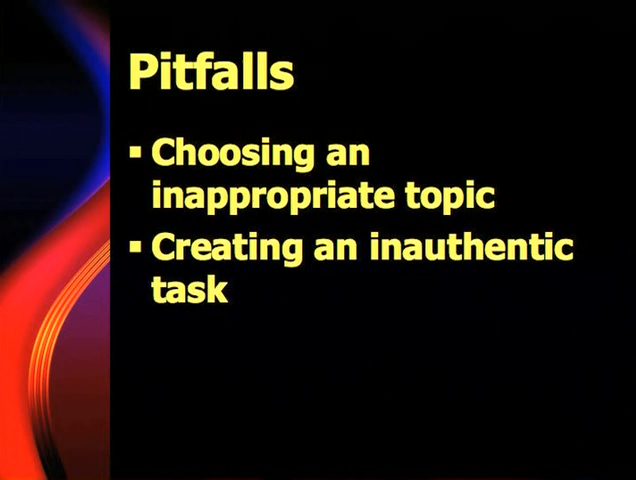 Pitfalls
▪ Choosing an
inappropriate topic
▪ Creating an inauthentic
task